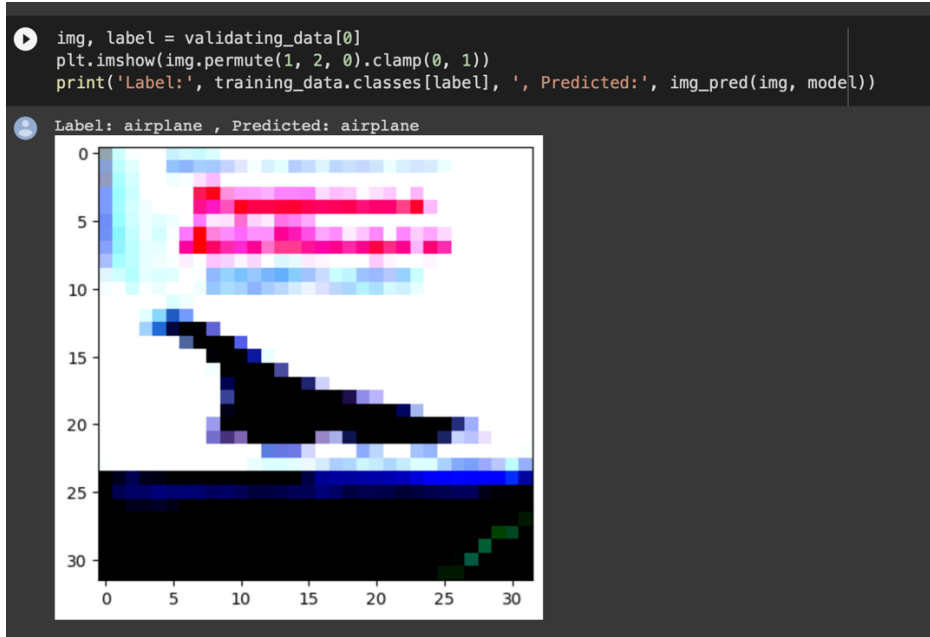 img, label = validating_data[0]
plt.imshow(img.permute(1, 2, 0).clamp(0, 1))
print('Label:', training_data.classes[label], ', Predicted:', img_pred(img, model))
Label: airplane , Predicted: airplane
0
5
10
15
20
25
30
0 5 10 15 20 25 30